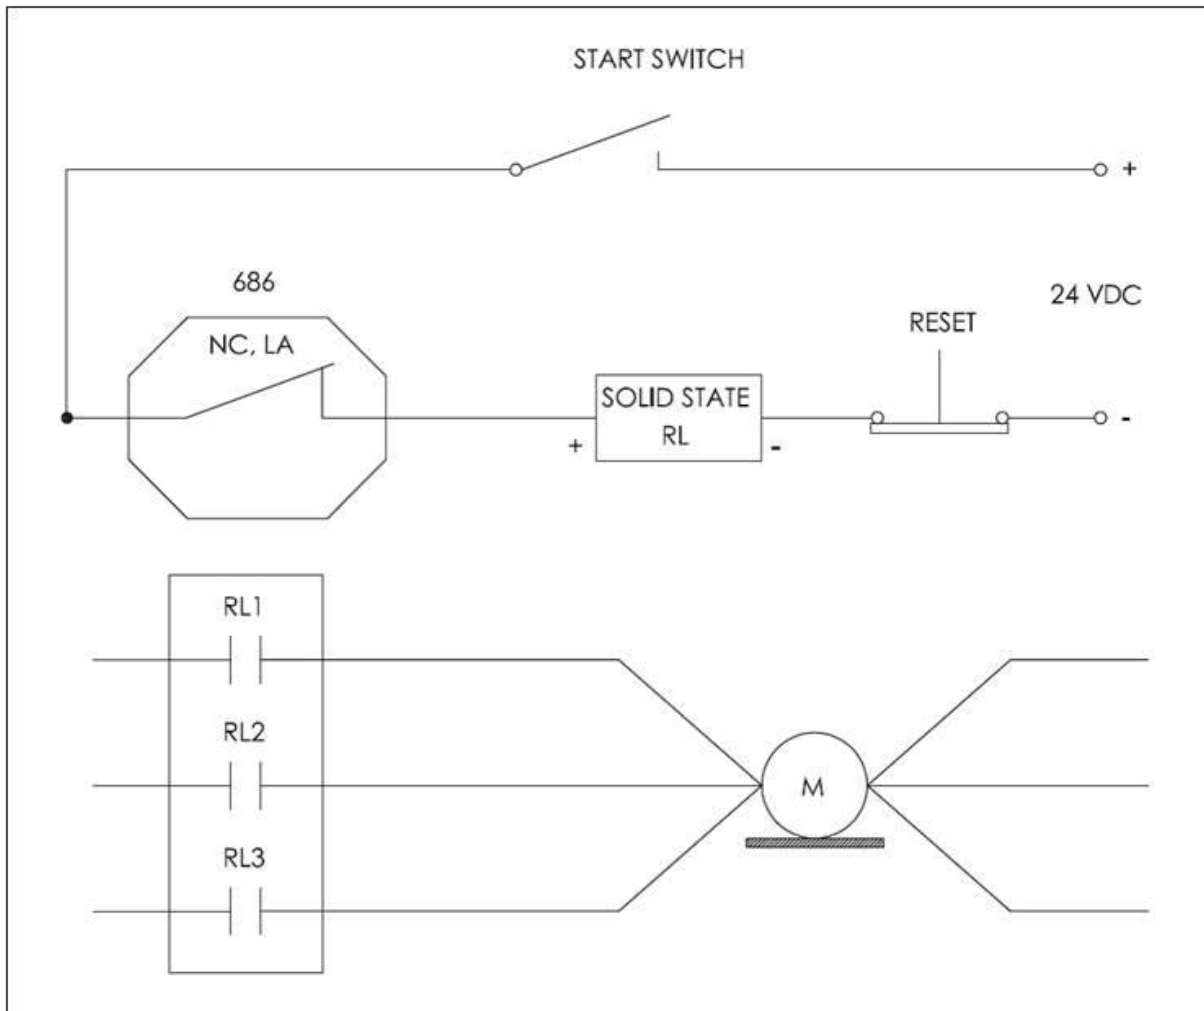 START SWITCH
+
686
24 VDC
NC, LA
RESET
SOLID STATE
RL
+
-
-
RL1
RL2
M
RL3